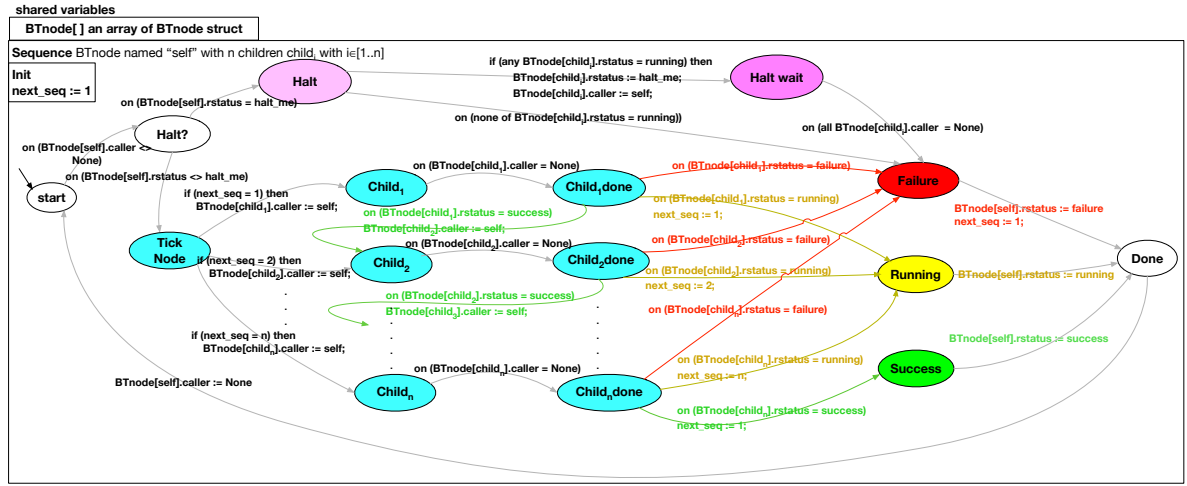 shared variables
BTnode[ ] an array of BTnode struct
Sequence BTnode named “self” with n children childᵢ with i∈[1..n]
Init
next_seq := 1
Halt
if (any BTnode[childᵢ].rstatus = running) then
BTnode[childᵢ].rstatus := halt_me;
BTnode[childᵢ].caller := self;
Halt wait
on (BTnode[self].rstatus = halt_me)
on (none of BTnode[childᵢ].rstatus = running))
on (all BTnode[childᵢ].caller = None)
Halt?
on (BTnode[self].caller <>
None)
on (BTnode[self].rstatus <> halt_me)
start
if (next_seq = 1) then
BTnode[child₁].caller := self;
Child₁
on (BTnode[child₁].caller = None)
Child₁done
on (BTnode[child₁].rstatus = failure)
Failure
on (BTnode[child₁].rstatus = running)
next_seq := 1;
BTnode[self].rstatus := failure
next_seq := 1;
on (BTnode[child₁].rstatus = success)
BTnode[child₂].caller := self;
Tick
Node
if (next_seq = 2) then
BTnode[child₂].caller := self;
Child₂
on (BTnode[child₂].caller = None)
Child₂done
on (BTnode[child₂].rstatus = failure)
on (BTnode[child₂].rstatus = running)
next_seq := 2;
Running
BTnode[self].rstatus := running
Done
on (BTnode[child₂].rstatus = success)
BTnode[child₃].caller := self;
on (BTnode[childₙ].rstatus = failure)
if (next_seq = n) then
BTnode[childₙ].caller := self;
BTnode[self].rstatus := success
on (BTnode[childₙ].rstatus = running)
next_seq := n;
Success
on (BTnode[childₙ].caller = None)
BTnode[self].caller := None
Childₙ
Childₙdone
on (BTnode[childₙ].rstatus = success)
next_seq := 1;